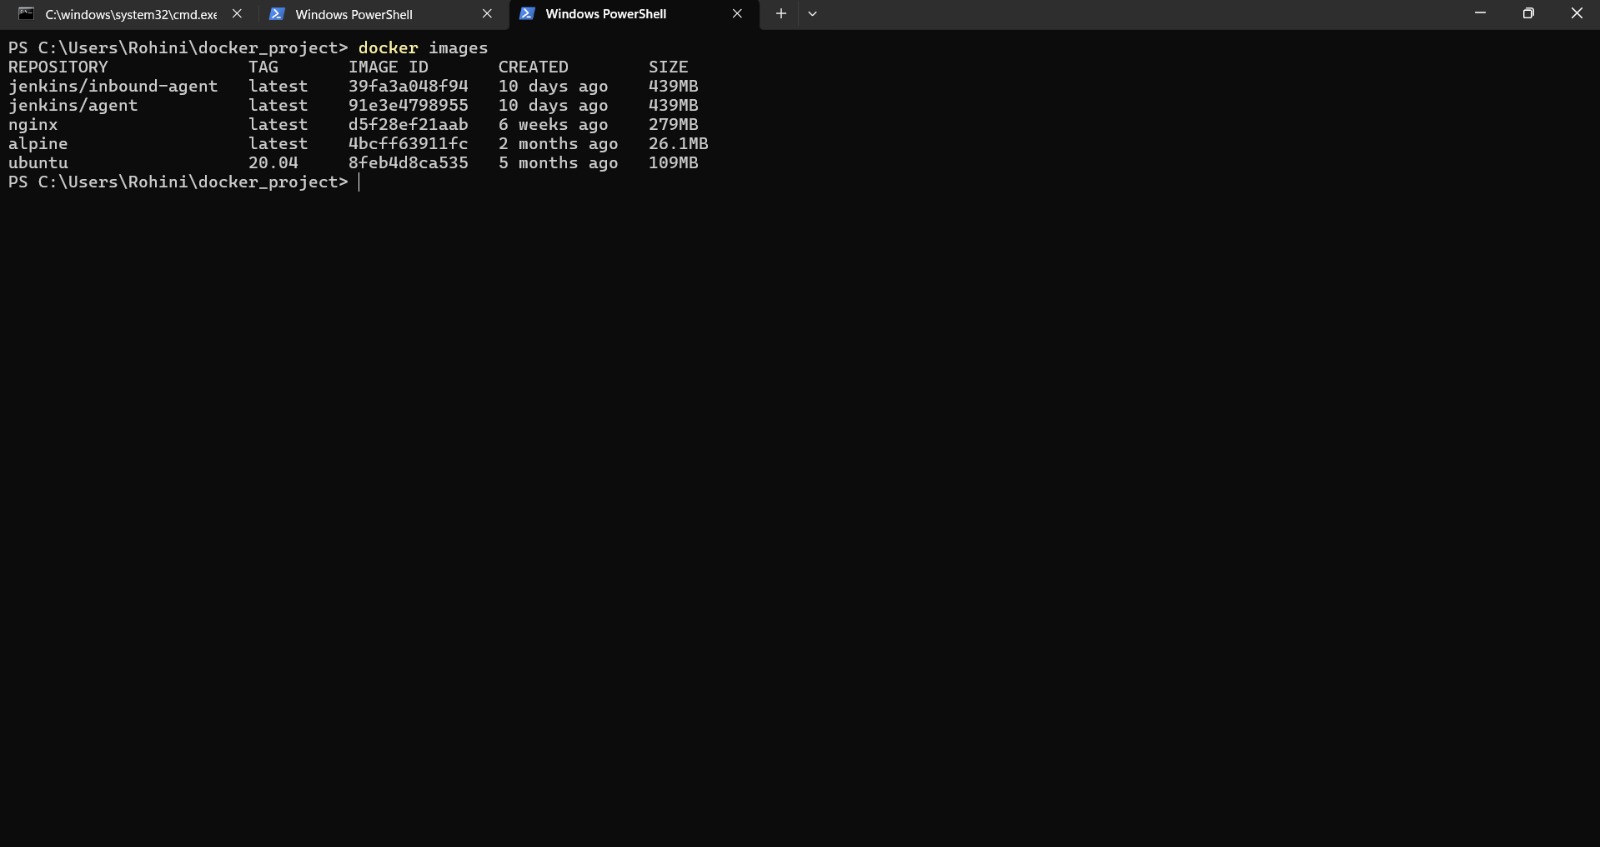 C:\windows\system32\cmd.exe Windows PowerShell Windows PowerShell
PS C:\Users\Rohini\docker_project> docker images
REPOSITORY TAG IMAGE ID CREATED SIZE
jenkins/inbound-agent latest 39fa3a048f94 10 days ago 439MB
jenkins/agent latest 91e3e4798955 10 days ago 439MB
nginx latest d5f28ef21aab 6 weeks ago 279MB
alpine latest 4bcff63911fc 2 months ago 26.1MB
ubuntu 20.04 8feb4d8ca535 5 months ago 109MB
PS C:\Users\Rohini\docker_project>